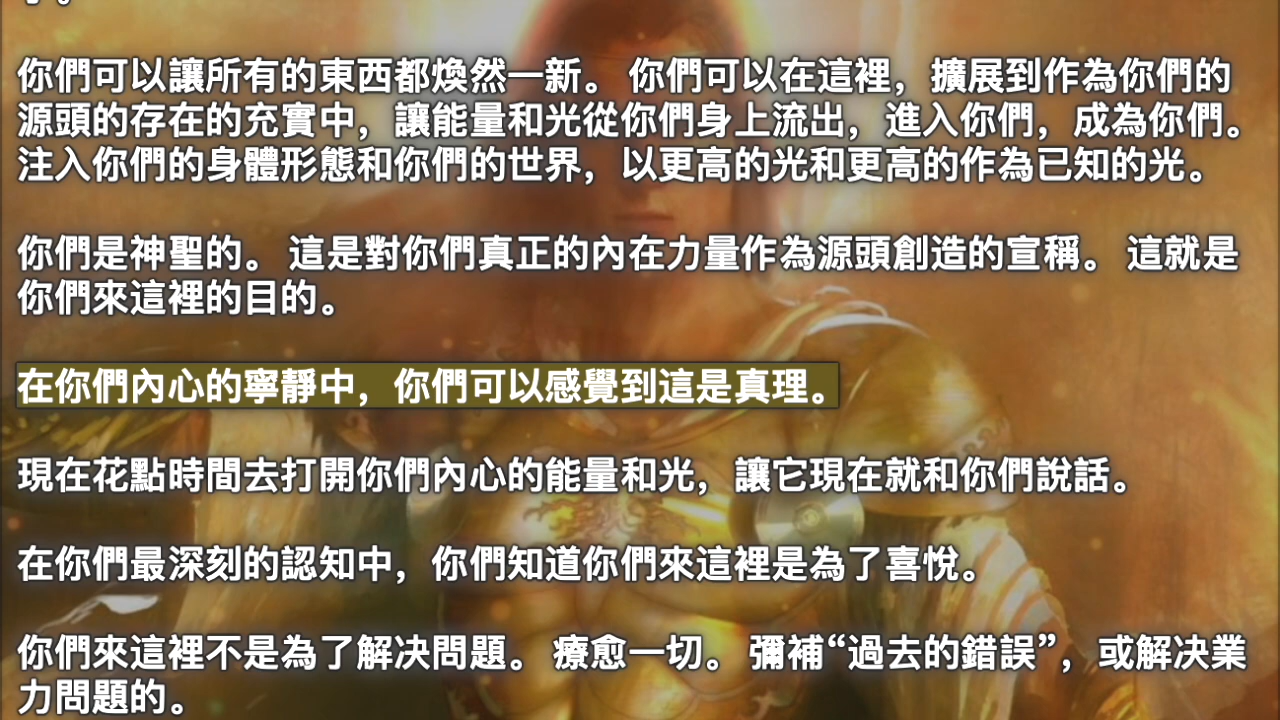 你們可以讓所有的東西都煥然一新。 你們可以在這裡，擴展到作為你們的
源頭的存在的充實中，讓能量和光從你們身上流出，進入你們，成為你們。
注入你們的身體形態和你們的世界，以更高的光和更高的作為已知的光。
你們是神聖的。 這是對你們真正的內在力量作為源頭創造的宣稱。 這就是
你們來這裡的目的。
在你們內心的寧靜中，你們可以感覺到這是真理。
現在花點時間去打開你們內心的能量和光，讓它現在就和你們說話。
在你們最深刻的認知中，你們知道你們來這裡是為了喜悅。
你們來這裡不是為了解决問題。 療愈一切。 彌補“過去的錯誤”，或解決業
力問題的。